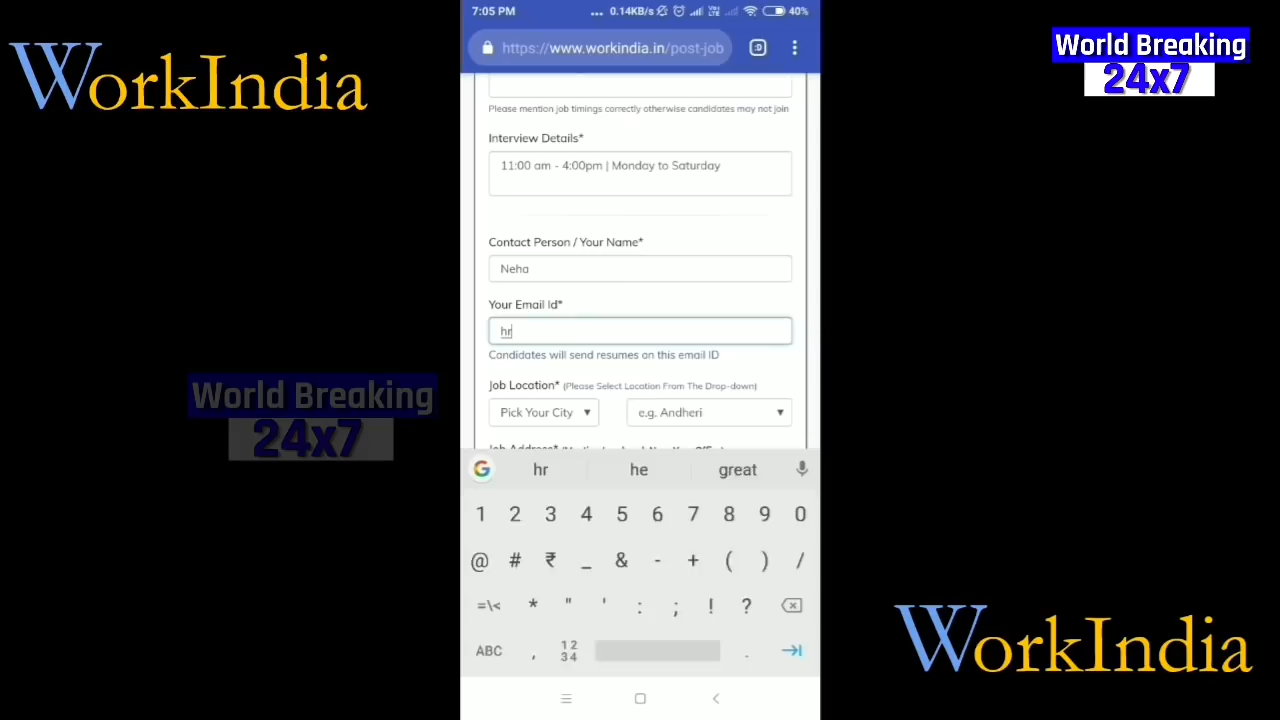 7:05 PM ... 0.14KB/s 40%
WorkIndia
World Breaking
24x7
https://www.workindia.in/post-job
:D
Please mention job timings correctly otherwise candidates may not join
Interview Details*
11:00 am - 4:00pm | Monday to Saturday
Contact Person / Your Name*
Neha
Your Email Id*
hr
Candidates will send resumes on this email ID
Job Location* (Please Select Location From The Drop-down)
Pick Your City ▼ e.g. Andheri ▼
World Breaking
24x7
G hr he great
1 2 3 4 5 6 7 8 9 0
@ # ₹ _ & - + ( ) /
=\< * " ' : ; ! ?
ABC , 12 34 .
WorkIndia